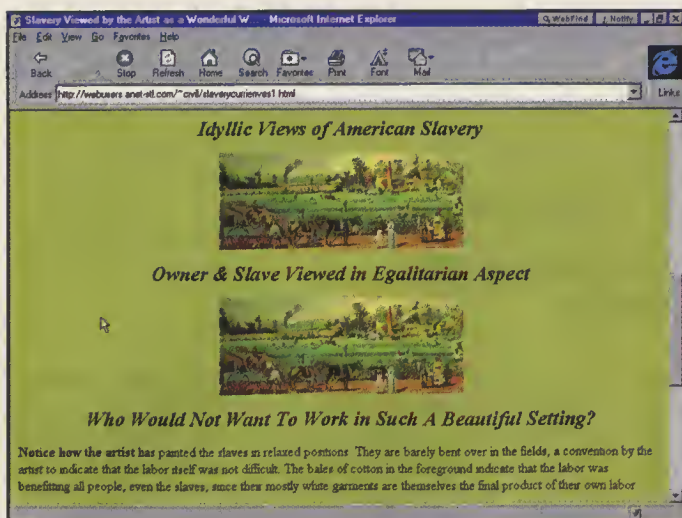 Slavery Viewed by the Artist as a Wonderful W... - Microsoft Internet Explorer
WebFind Notify
File Edit View Go Favorites Help
Back Stop Refresh Home Search Favorites Print Font Mail
Address http://webusers.anet-stl.com/~civil/slaverycurrierives1.html Links
Idyllic Views of American Slavery
Owner & Slave Viewed in Egalitarian Aspect
Who Would Not Want To Work in Such A Beautiful Setting?
Notice how the artist has painted the slaves in relaxed positions. They are barely bent over in the fields, a convention by the
artist to indicate that the labor itself was not difficult. The bales of cotton in the foreground indicate that the labor was
benefitting all people, even the slaves, since their mostly white garments are themselves the final product of their own labor